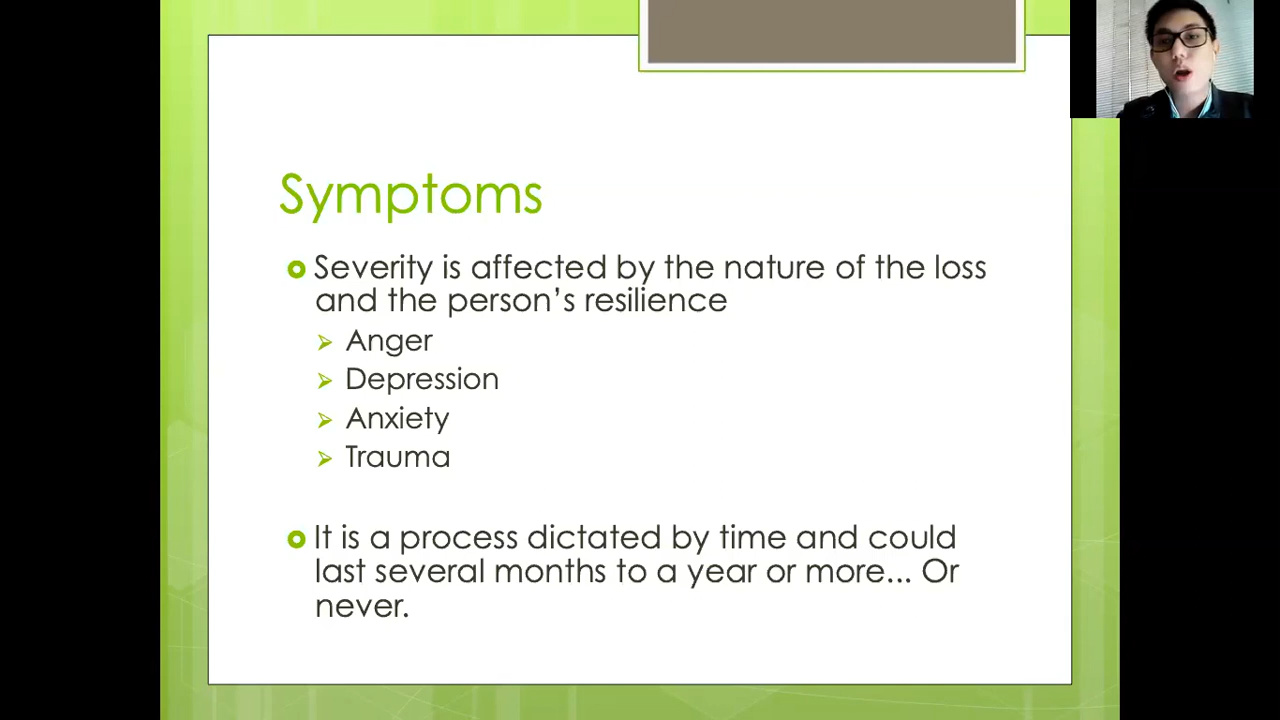 Symptoms
Severity is affected by the nature of the loss
and the person's resilience
Anger
Depression
Anxiety
Trauma
It is a process dictated by time and could
last several months to a year or more... Or
never.